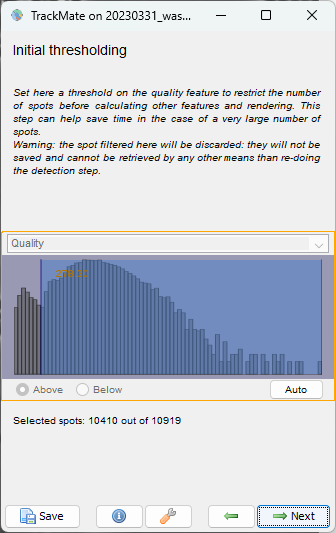 TrackMate on 20230331_was...
Initial thresholding
Set here a threshold on the quality feature to restrict the number
of spots before calculating other features and rendering. This
step can help save time in the case of a very large number of
spots.
Warning: the spot filtered here will be discarded: they will not be
saved and cannot be retrieved by any other means than re-doing
the detection step.
Quality
Above
Below
Auto
Selected spots: 10410 out of 10919
Save
Next